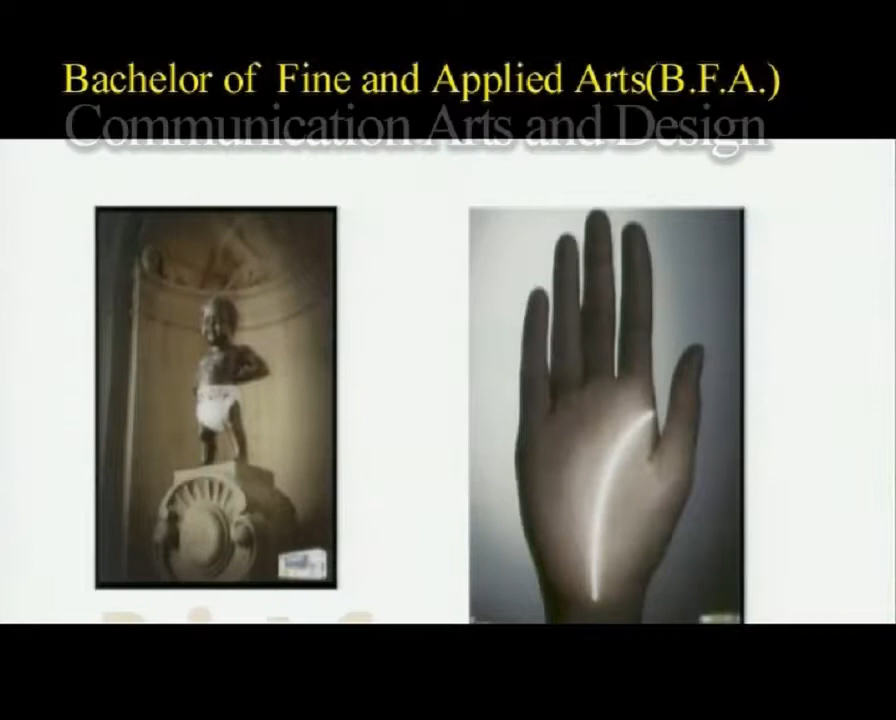 Bachelor of Fine and Applied Arts(B.F.A.)
Communication Arts and Design